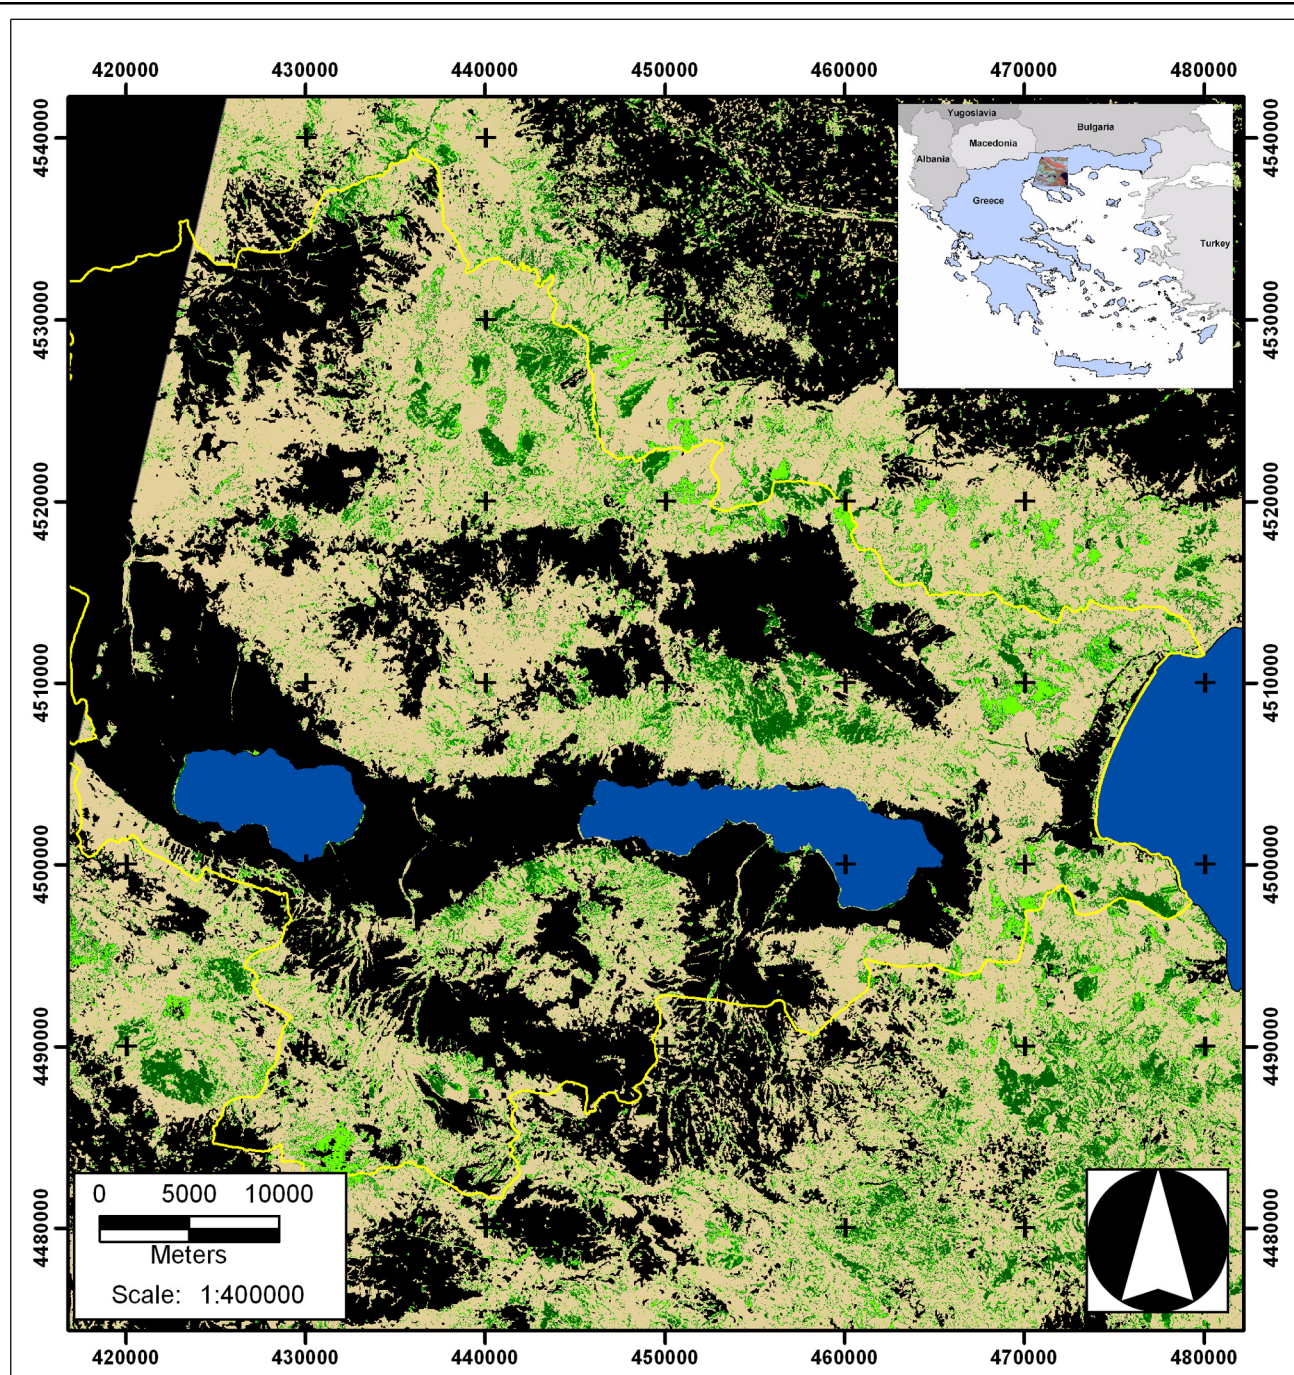 420000 430000 440000 450000 460000 470000 480000
4540000 4540000
4530000 4530000
4520000 4520000
4510000 4510000
4500000 4500000
4490000 4490000
4480000 4480000
Yugoslavia
Bulgaria
Macedonia
Albania
Greece
Turkey
0 5000 10000
Meters
Scale: 1:400000
420000 430000 440000 450000 460000 470000 480000